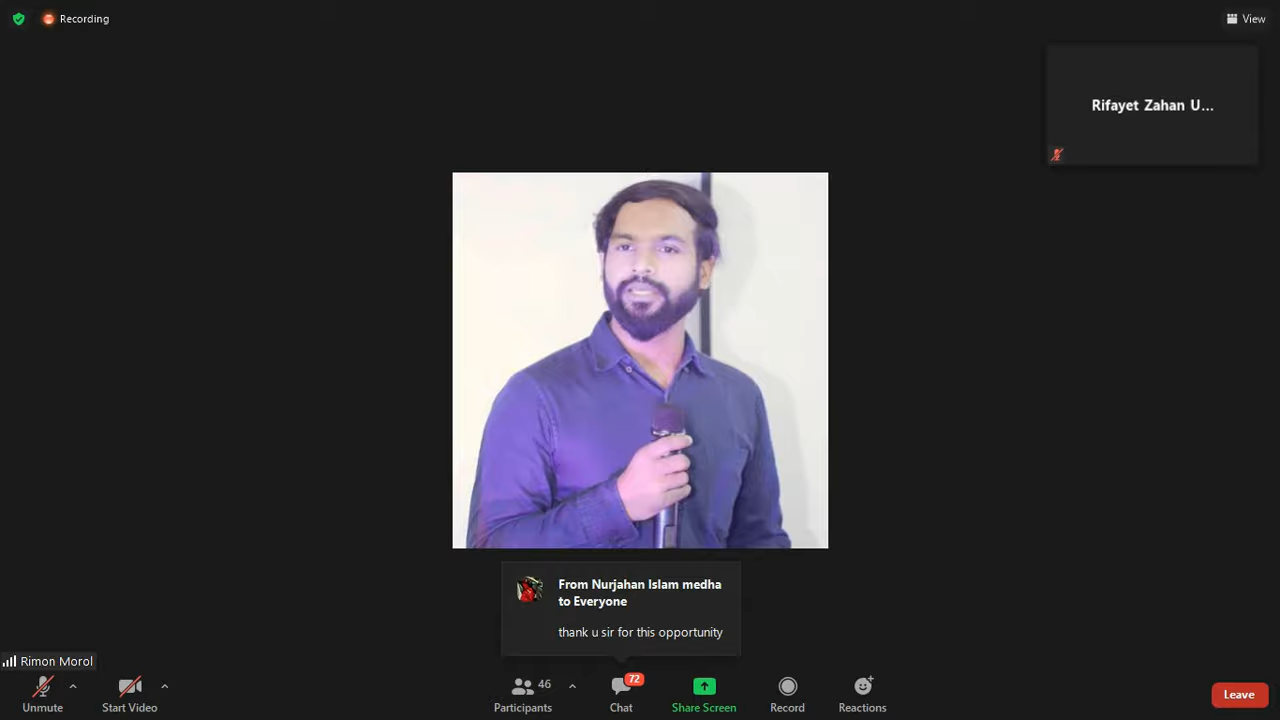 Recording
View
Rifayet Zahan U...
From Nurjahan Islam medha
to Everyone
thank u sir for this opportunity
Rimon Morol
Unmute
Start Video
46
Participants
72
Chat
Share Screen
Record
Reactions
Leave